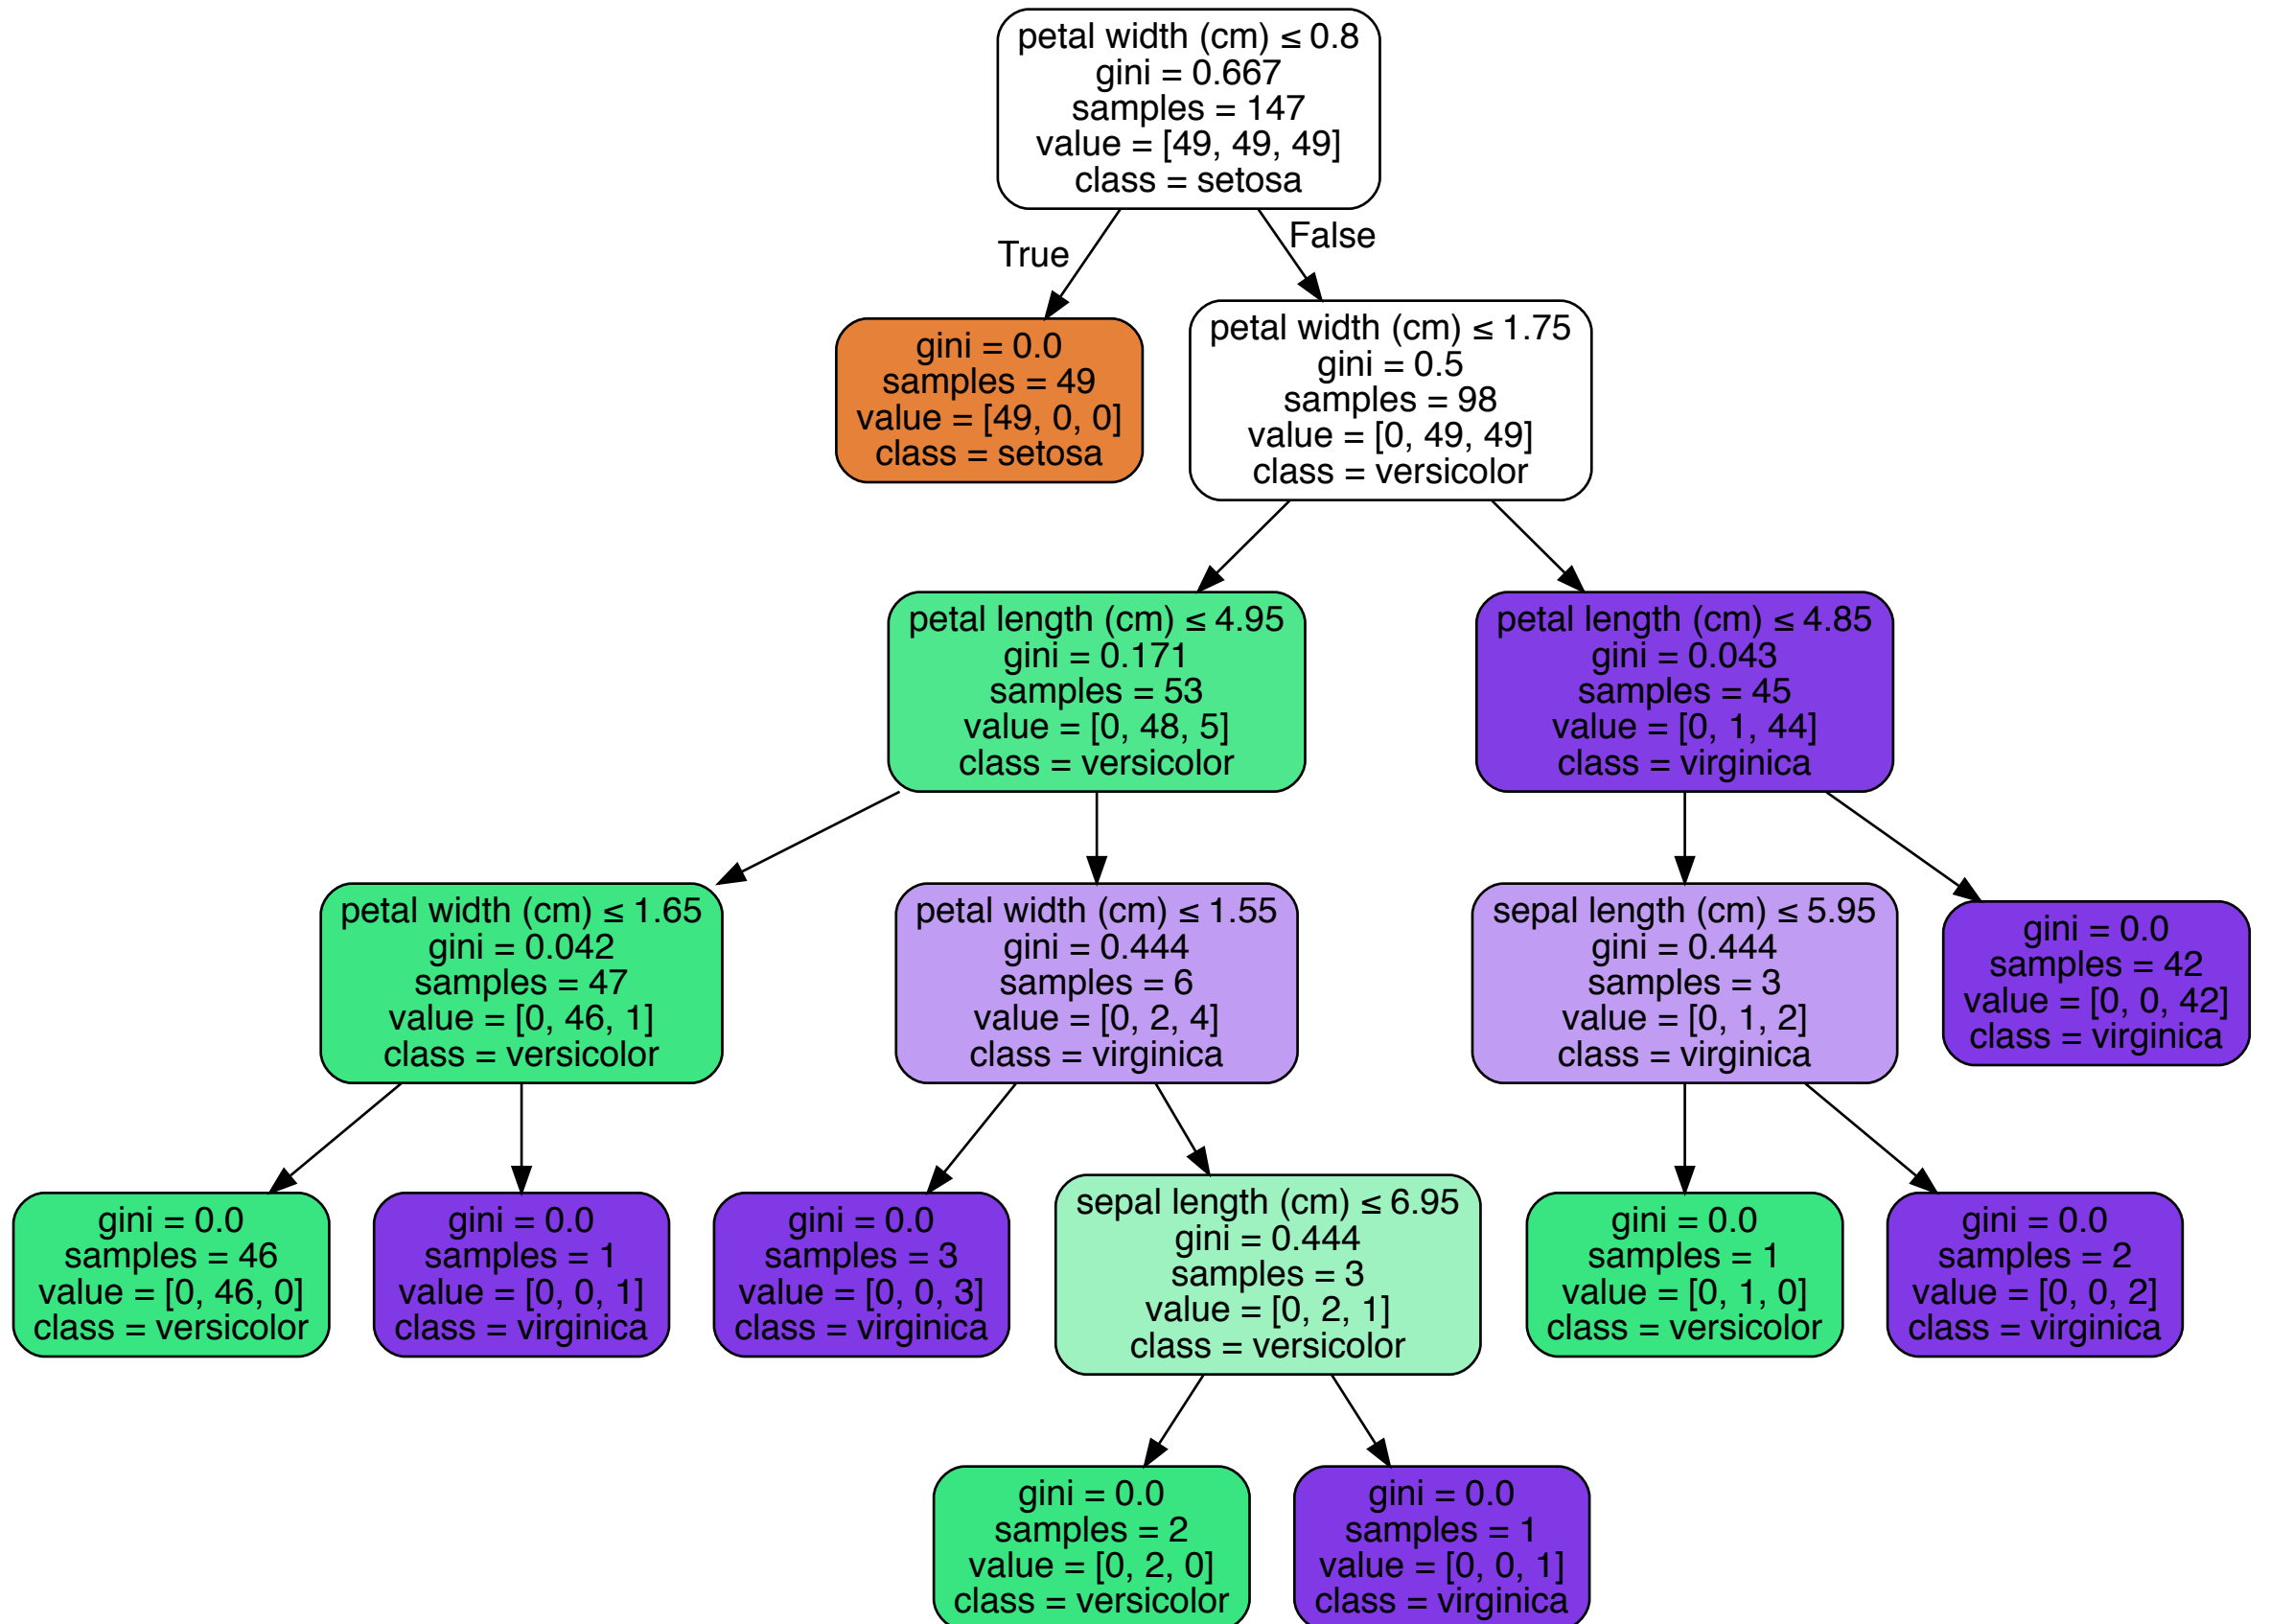 petal width (cm) ≤ 0.8
gini = 0.667
samples = 147
value = [49, 49, 49]
class = setosa
True
False
gini = 0.0
samples = 49
value = [49, 0, 0]
class = setosa
petal width (cm) ≤ 1.75
gini = 0.5
samples = 98
value = [0, 49, 49]
class = versicolor
petal length (cm) ≤ 4.95
gini = 0.171
samples = 53
value = [0, 48, 5]
class = versicolor
petal length (cm) ≤ 4.85
gini = 0.043
samples = 45
value = [0, 1, 44]
class = virginica
petal width (cm) ≤ 1.65
gini = 0.042
samples = 47
value = [0, 46, 1]
class = versicolor
petal width (cm) ≤ 1.55
gini = 0.444
samples = 6
value = [0, 2, 4]
class = virginica
sepal length (cm) ≤ 5.95
gini = 0.444
samples = 3
value = [0, 1, 2]
class = virginica
gini = 0.0
samples = 42
value = [0, 0, 42]
class = virginica
gini = 0.0
samples = 46
value = [0, 46, 0]
class = versicolor
gini = 0.0
samples = 1
value = [0, 0, 1]
class = virginica
gini = 0.0
samples = 3
value = [0, 0, 3]
class = virginica
sepal length (cm) ≤ 6.95
gini = 0.444
samples = 3
value = [0, 2, 1]
class = versicolor
gini = 0.0
samples = 1
value = [0, 1, 0]
class = versicolor
gini = 0.0
samples = 2
value = [0, 0, 2]
class = virginica
gini = 0.0
samples = 2
value = [0, 2, 0]
class = versicolor
gini = 0.0
samples = 1
value = [0, 0, 1]
class = virginica